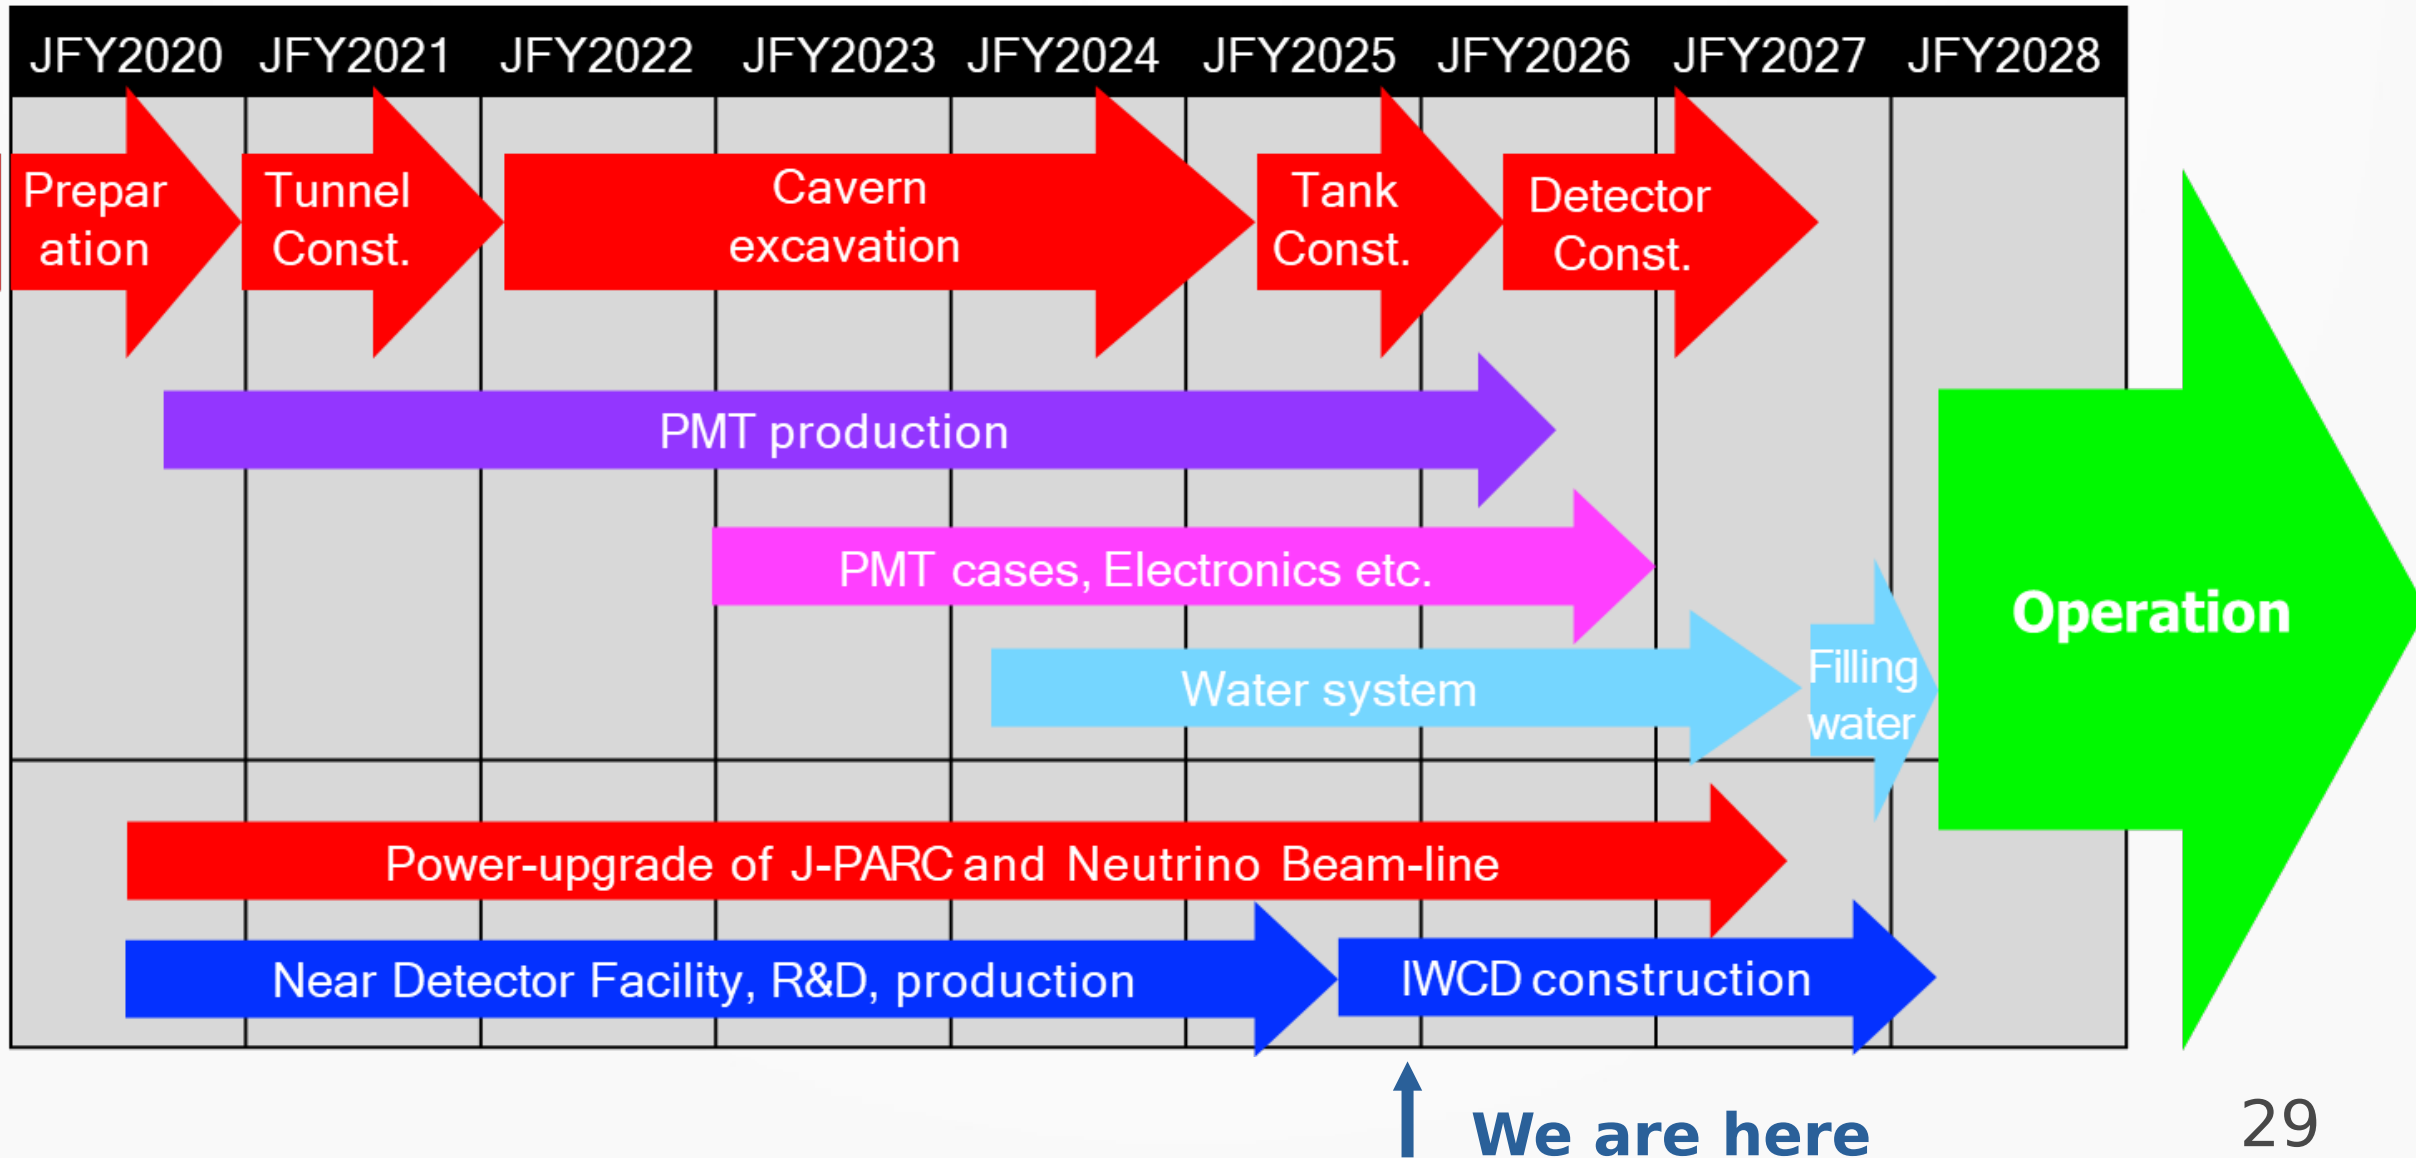 JFY2020 JFY2021 JFY2022 JFY2023 JFY2024 JFY2025 JFY2026 JFY2027 JFY2028
Prepar
ation
Tunnel
Const.
Cavern
excavation
Tank
Const.
Detector
Const.
PMT production
PMT cases, Electronics etc.
Water system
Filling
water
Operation
Power-upgrade of J-PARC and Neutrino Beam-line
Near Detector Facility, R&D, production
IWCD construction
We are here
29